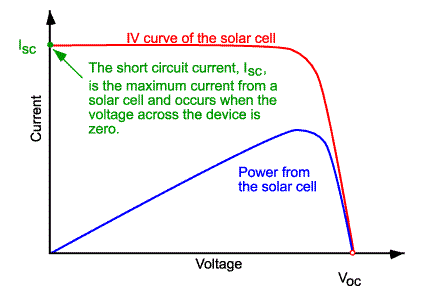 IV curve of the solar cell
ISC
The short circuit current, ISC,
is the maximum current from a
solar cell and occurs when the
voltage across the device is
zero.
Current
Power from
the solar cell
Voltage
VOC